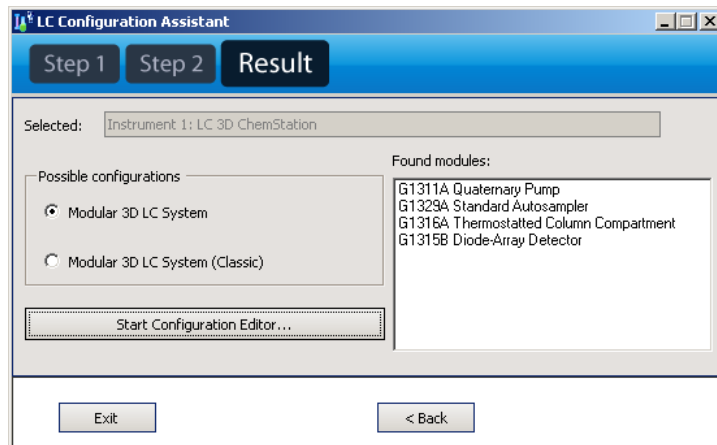 LC Configuration Assistant
Step 1
Step 2
Result
Selected:
Instrument 1: LC 3D ChemStation
Possible configurations
Modular 3D LC System
Modular 3D LC System (Classic)
Start Configuration Editor...
Found modules:
G1311A Quaternary Pump
G1329A Standard Autosampler
G1316A Thermostatted Column Compartment
G1315B Diode-Array Detector
Exit
< Back